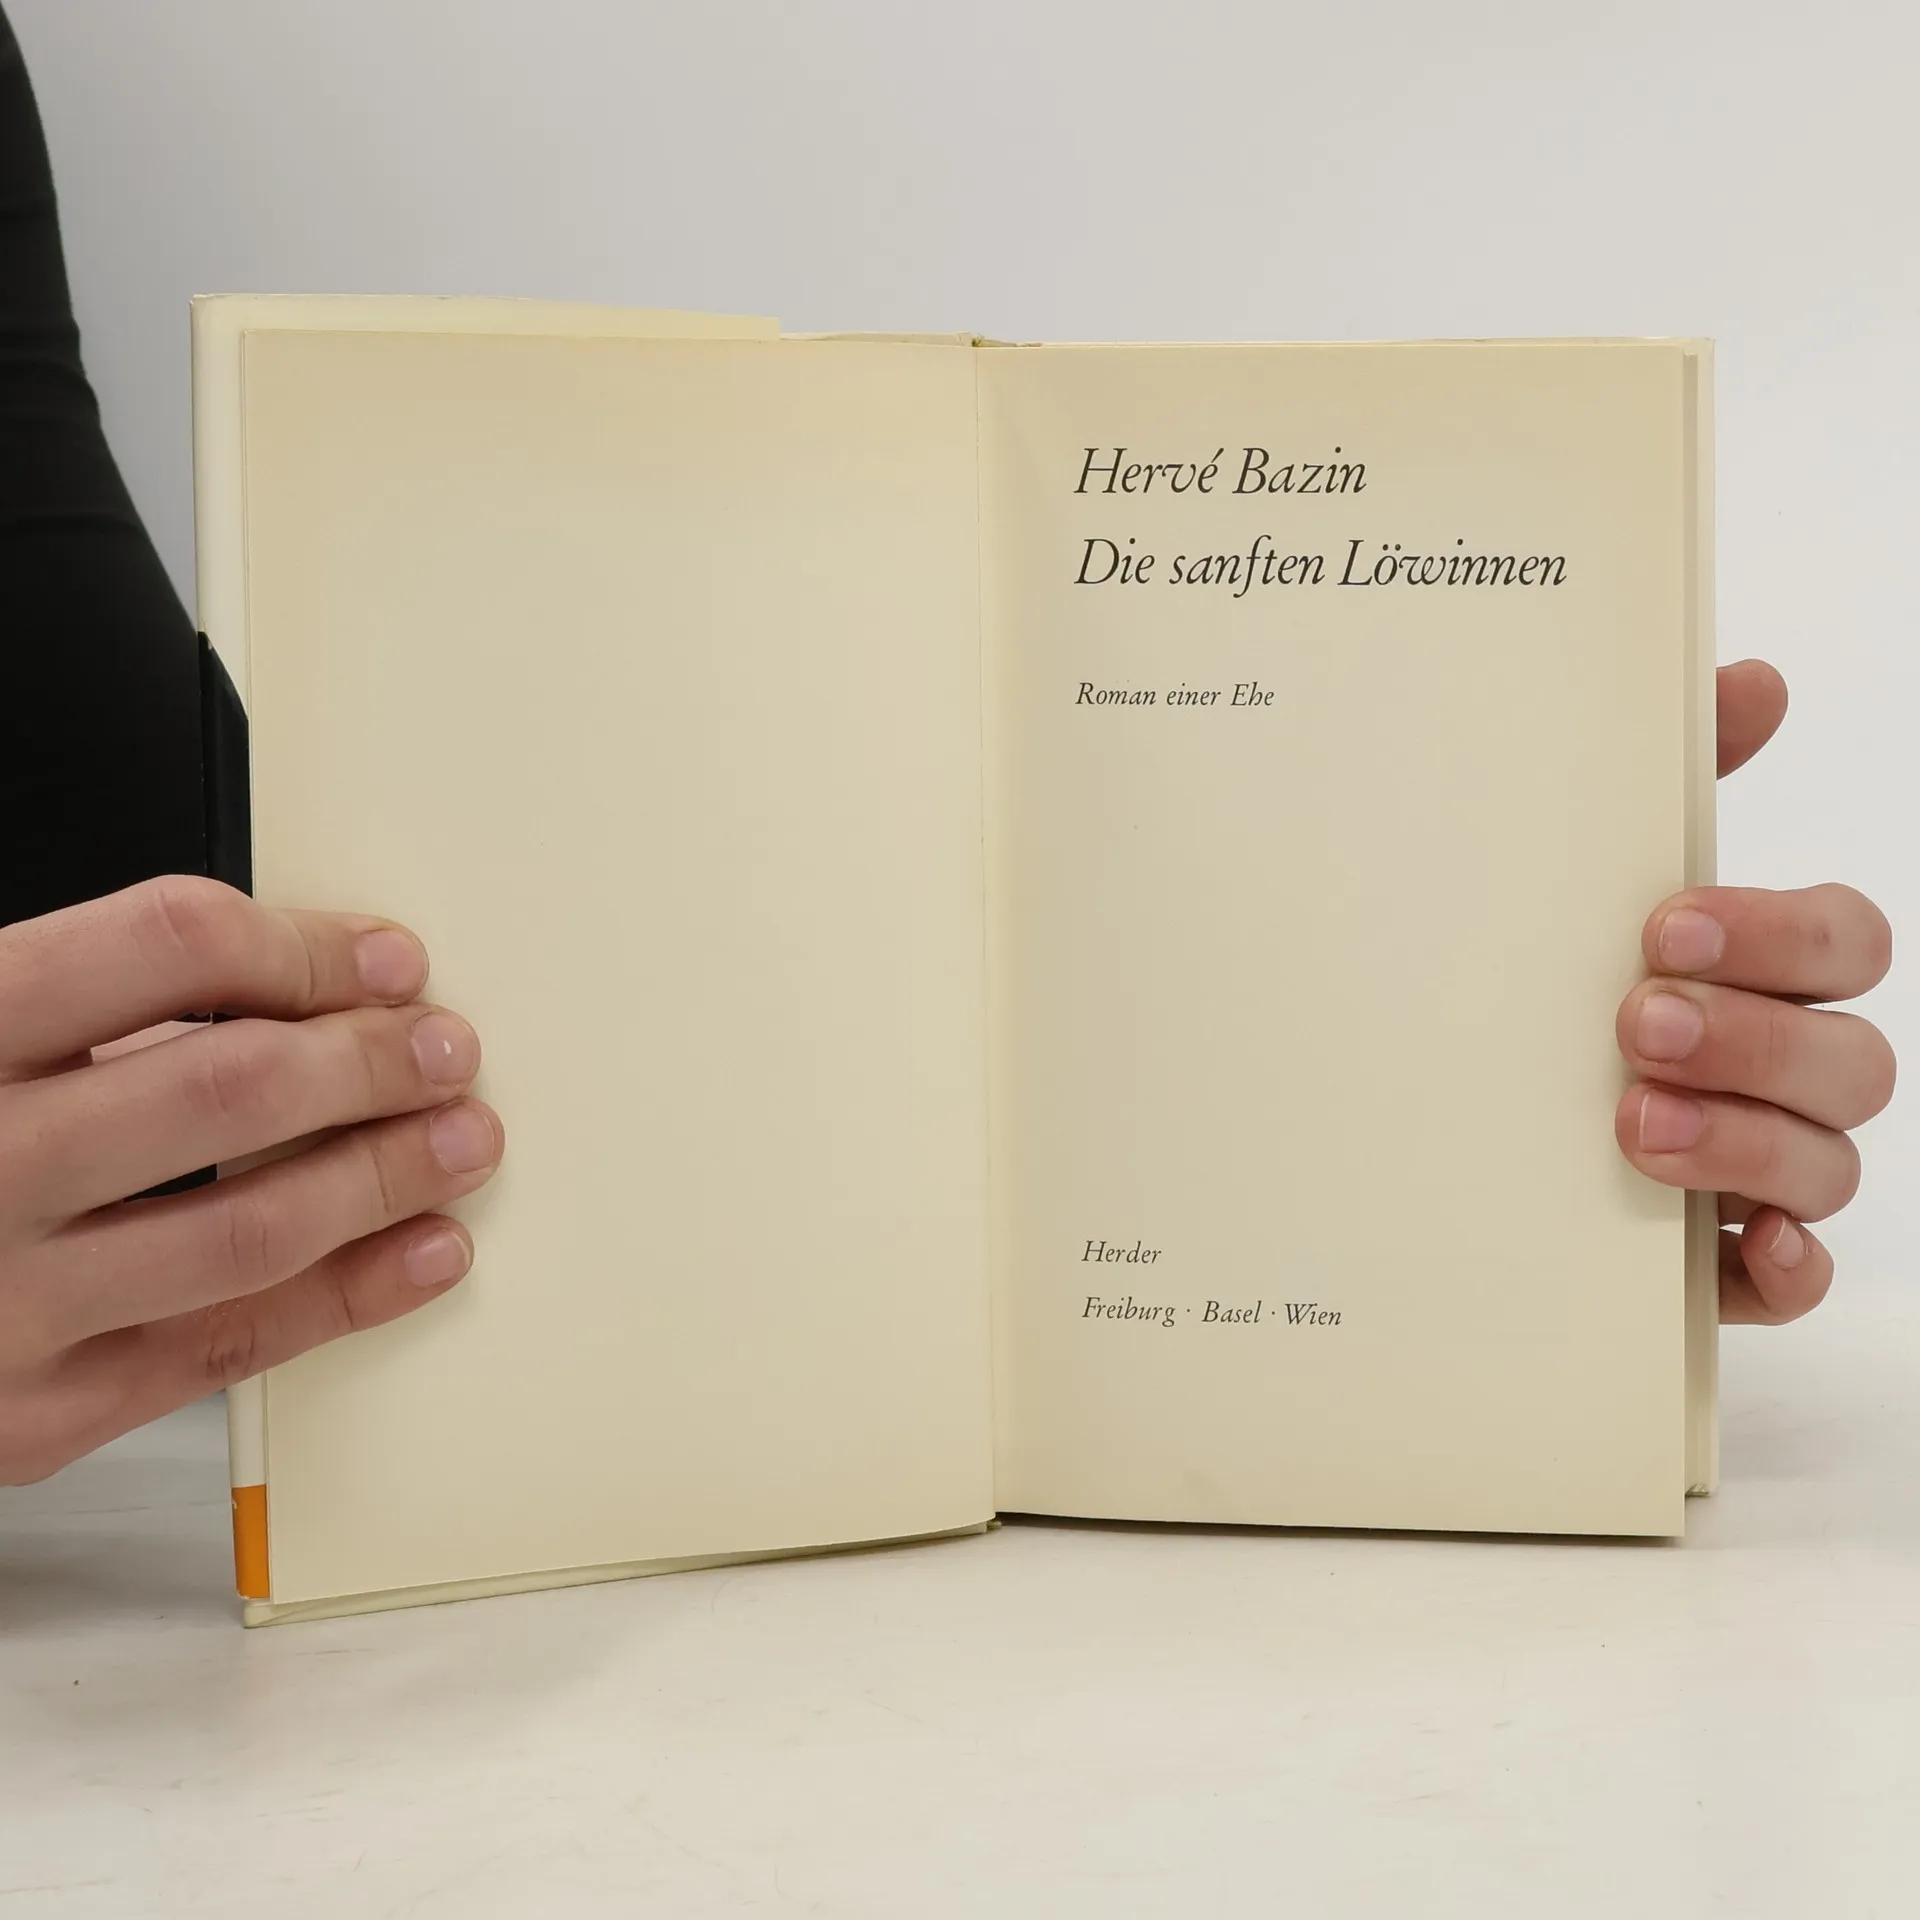 Hervé Bazin
Die sanften Löwinnen
Roman einer Ehe
Herder
Freiburg · Basel · Wien